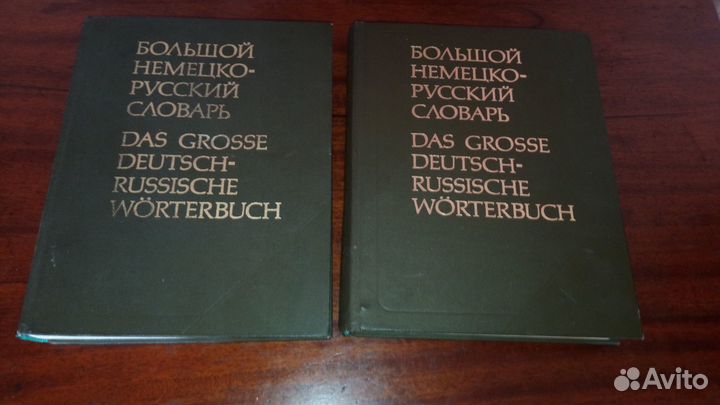 БОЛЬШОЙ
НЕМЕЦКО-
РУССКИЙ
СЛОВАРЬ
DAS GROSSE
DEUTSCH-
RUSSISCHE
WÖRTERBUCH
БОЛЬШОЙ
НЕМЕЦКО-
РУССКИЙ
СЛОВАРЬ
DAS GROSSE
DEUTSCH-
RUSSISCHE
WÖRTERBUCH
Avito